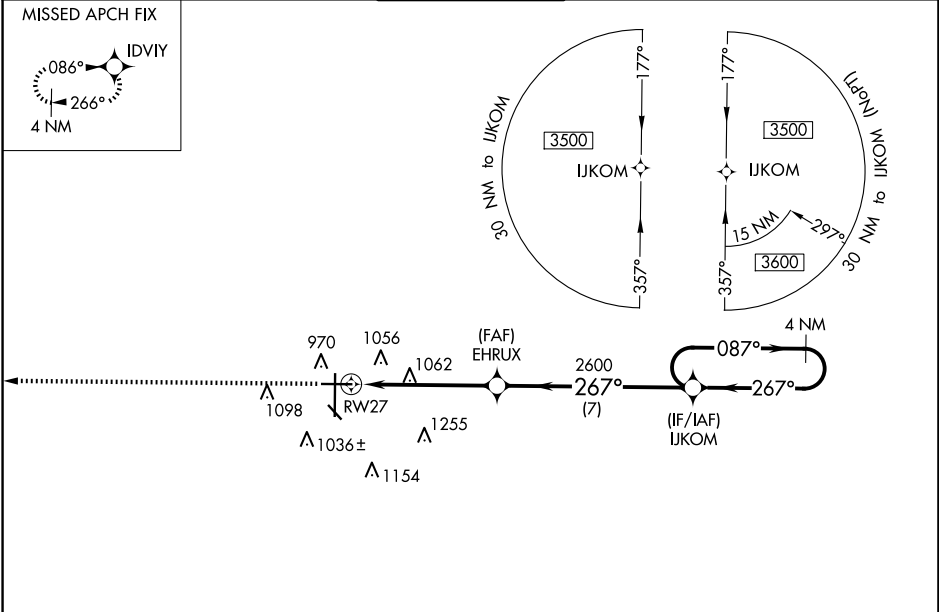 MISSED APCH FIX
IDVIY
086°
266°
4 NM
30 NM to IJKOM
177°
3500
IJKOM
357°
177°
30 NM to IJKOM (NoPT)
3500
IJKOM
15 NM
297°
3600
357°
970
1056
1062
1098
RW27
1036±
1255
1154
(FAF)
EHRUX
2600
267°
(7)
4 NM
087°
267°
(IF/IAF)
IJKOM